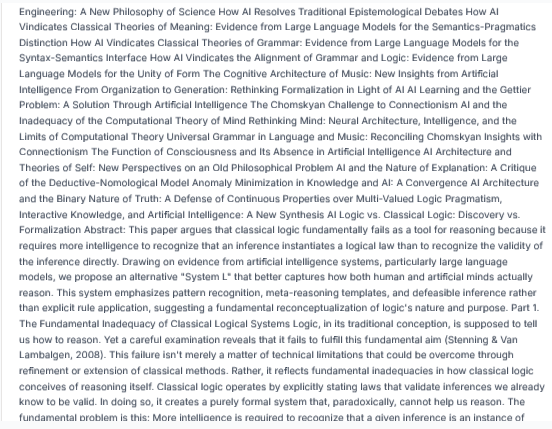 Engineering: A New Philosophy of Science How AI Resolves Traditional Epistemological Debates How AI
Vindicates Classical Theories of Meaning: Evidence from Large Language Models for the Semantics-Pragmatics
Distinction How AI Vindicates Classical Theories of Grammar: Evidence from Large Language Models for the
Syntax-Semantics Interface How AI Vindicates the Alignment of Grammar and Logic: Evidence from Large
Language Models for the Unity of Form The Cognitive Architecture of Music: New Insights from Artificial
Intelligence From Organization to Generation: Rethinking Formalization in Light of AI AI Learning and the Gettier
Problem: A Solution Through Artificial Intelligence The Chomskyan Challenge to Connectionism AI and the
Inadequacy of the Computational Theory of Mind Rethinking Mind: Neural Architecture, Intelligence, and the
Limits of Computational Theory Universal Grammar in Language and Music: Reconciling Chomskyan Insights with
Connectionism The Function of Consciousness and Its Absence in Artificial Intelligence AI Architecture and
Theories of Self: New Perspectives on an Old Philosophical Problem AI and the Nature of Explanation: A Critique
of the Deductive-Nomological Model Anomaly Minimization in Knowledge and AI: A Convergence AI Architecture
and the Binary Nature of Truth: A Defense of Continuous Properties over Multi-Valued Logic Pragmatism,
Interactive Knowledge, and Artificial Intelligence: A New Synthesis AI Logic vs. Classical Logic: Discovery vs.
Formalization Abstract: This paper argues that classical logic fundamentally fails as a tool for reasoning because it
requires more intelligence to recognize that an inference instantiates a logical law than to recognize the validity of
the inference directly. Drawing on evidence from artificial intelligence systems, particularly large language
models, we propose an alternative "System L" that better captures how both human and artificial minds actually
reason. This system emphasizes pattern recognition, meta-reasoning templates, and defeasible inference rather
than explicit rule application, suggesting a fundamental reconceptualization of logic's nature and purpose. Part 1.
The Fundamental Inadequacy of Classical Logical Systems Logic, in its traditional conception, is supposed to tell
us how to reason. Yet a careful examination reveals that it fails to fulfill this fundamental aim (Stenning & Van
Lambalgen, 2008). This failure isn't merely a matter of technical limitations that could be overcome through
refinement or extension of classical methods. Rather, it reflects fundamental inadequacies in how classical logic
conceives of reasoning itself. Classical logic operates by explicitly stating laws that validate inferences we already
know to be valid. In doing so, it creates a purely formal system that, paradoxically, cannot help us reason. The
fundamental problem is this: More intelligence is required to recognize that a given inference is an instance of